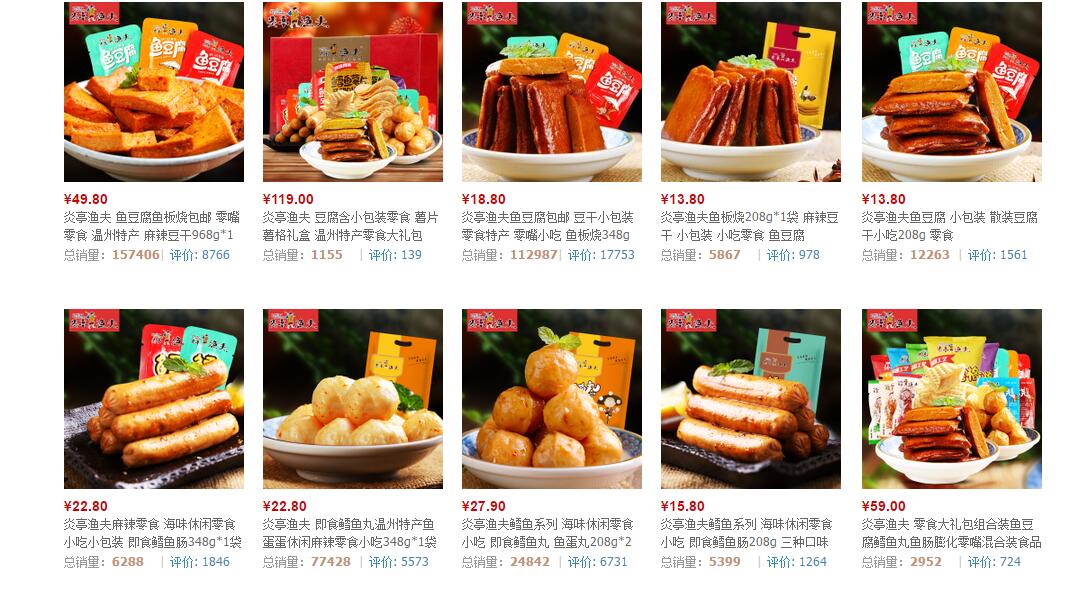 鱼豆腐
鱼豆腐
鱼豆腐
¥49.80
炎亭渔夫 鱼豆腐鱼板烧包邮 零嘴
零食 温州特产 麻辣豆干968g*1
总销量：157406| 评价: 8766
¥119.00
炎亭渔夫 豆腐含小包装零食 薯片
薯格礼盒 温州特产零食大礼包
总销量：1155 | 评价: 139
鱼豆腐
¥18.80
炎亭渔夫鱼豆腐包邮 豆干小包装
零食特产 零嘴小吃 鱼板烧348g
总销量：112987| 评价: 17753
¥13.80
炎亭渔夫鱼板烧208g*1袋 麻辣豆
干 小包装 小吃零食 鱼豆腐
总销量：5867 | 评价: 978
鱼豆腐
鱼豆腐
鱼豆腐
¥13.80
炎亭渔夫鱼豆腐 小包装 散装豆腐
干小吃208g 零食
总销量：12263 | 评价: 1561
¥22.80
炎亭渔夫麻辣零食 海味休闲零食
小吃小包装 即食鳕鱼肠348g*1袋
总销量：6288 | 评价: 1846
¥22.80
炎亭渔夫 即食鳕鱼丸温州特产鱼
蛋蛋休闲麻辣零食小吃348g*1袋
总销量：77428 | 评价: 5573
¥27.90
炎亭渔夫鳕鱼系列 海味休闲零食
小吃 即食鳕鱼丸 鱼蛋丸208g*2
总销量：24842 | 评价: 6731
¥15.80
炎亭渔夫鳕鱼系列 海味休闲零食
小吃 即食鳕鱼肠208g 三种口味
总销量：5399 | 评价: 1264
¥59.00
炎亭渔夫 零食大礼包组合装鱼豆
腐鳕鱼丸鱼肠膨化零嘴混合装食品
总销量：2952 | 评价: 724